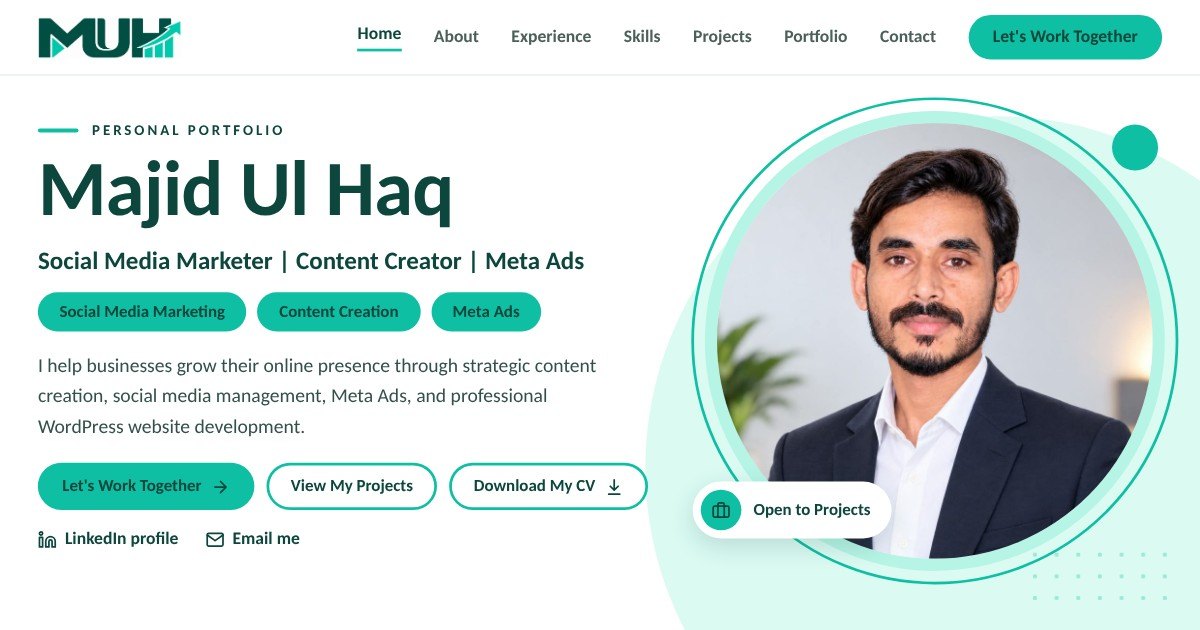 MUH
Home
About
Experience
Skills
Projects
Portfolio
Contact
Let's Work Together
PERSONAL PORTFOLIO
Majid Ul Haq
Social Media Marketer | Content Creator | Meta Ads
Social Media Marketing
Content Creation
Meta Ads
I help businesses grow their online presence through strategic content
creation, social media management, Meta Ads, and professional
WordPress website development.
Let's Work Together
View My Projects
Download My CV
Open to Projects
LinkedIn profile
Email me